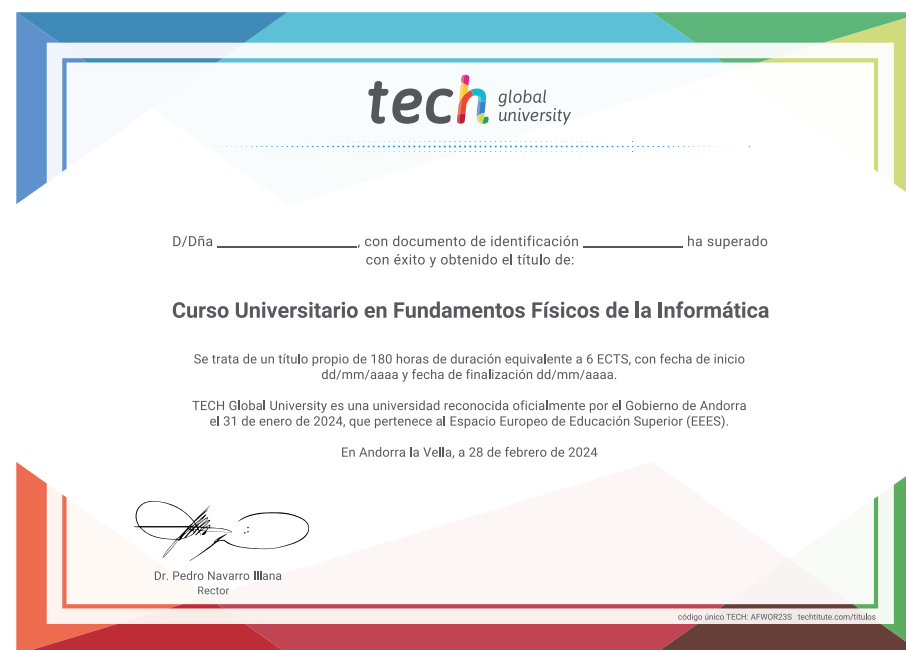 tech global university
D/Dña ____________________, con documento de identificación ______________ ha superado
con éxito y obtenido el título de:
Curso Universitario en Fundamentos Físicos de la Informática
Se trata de un título propio de 180 horas de duración equivalente a 6 ECTS, con fecha de inicio
dd/mm/aaaa y fecha de finalización dd/mm/aaaa.
TECH Global University es una universidad reconocida oficialmente por el Gobierno de Andorra
el 31 de enero de 2024, que pertenece al Espacio Europeo de Educación Superior (EEES).
En Andorra la Vella, a 28 de febrero de 2024
Dr. Pedro Navarro Illana
Rector
código único TECH: AFWOR23S techtitute.com/titulos